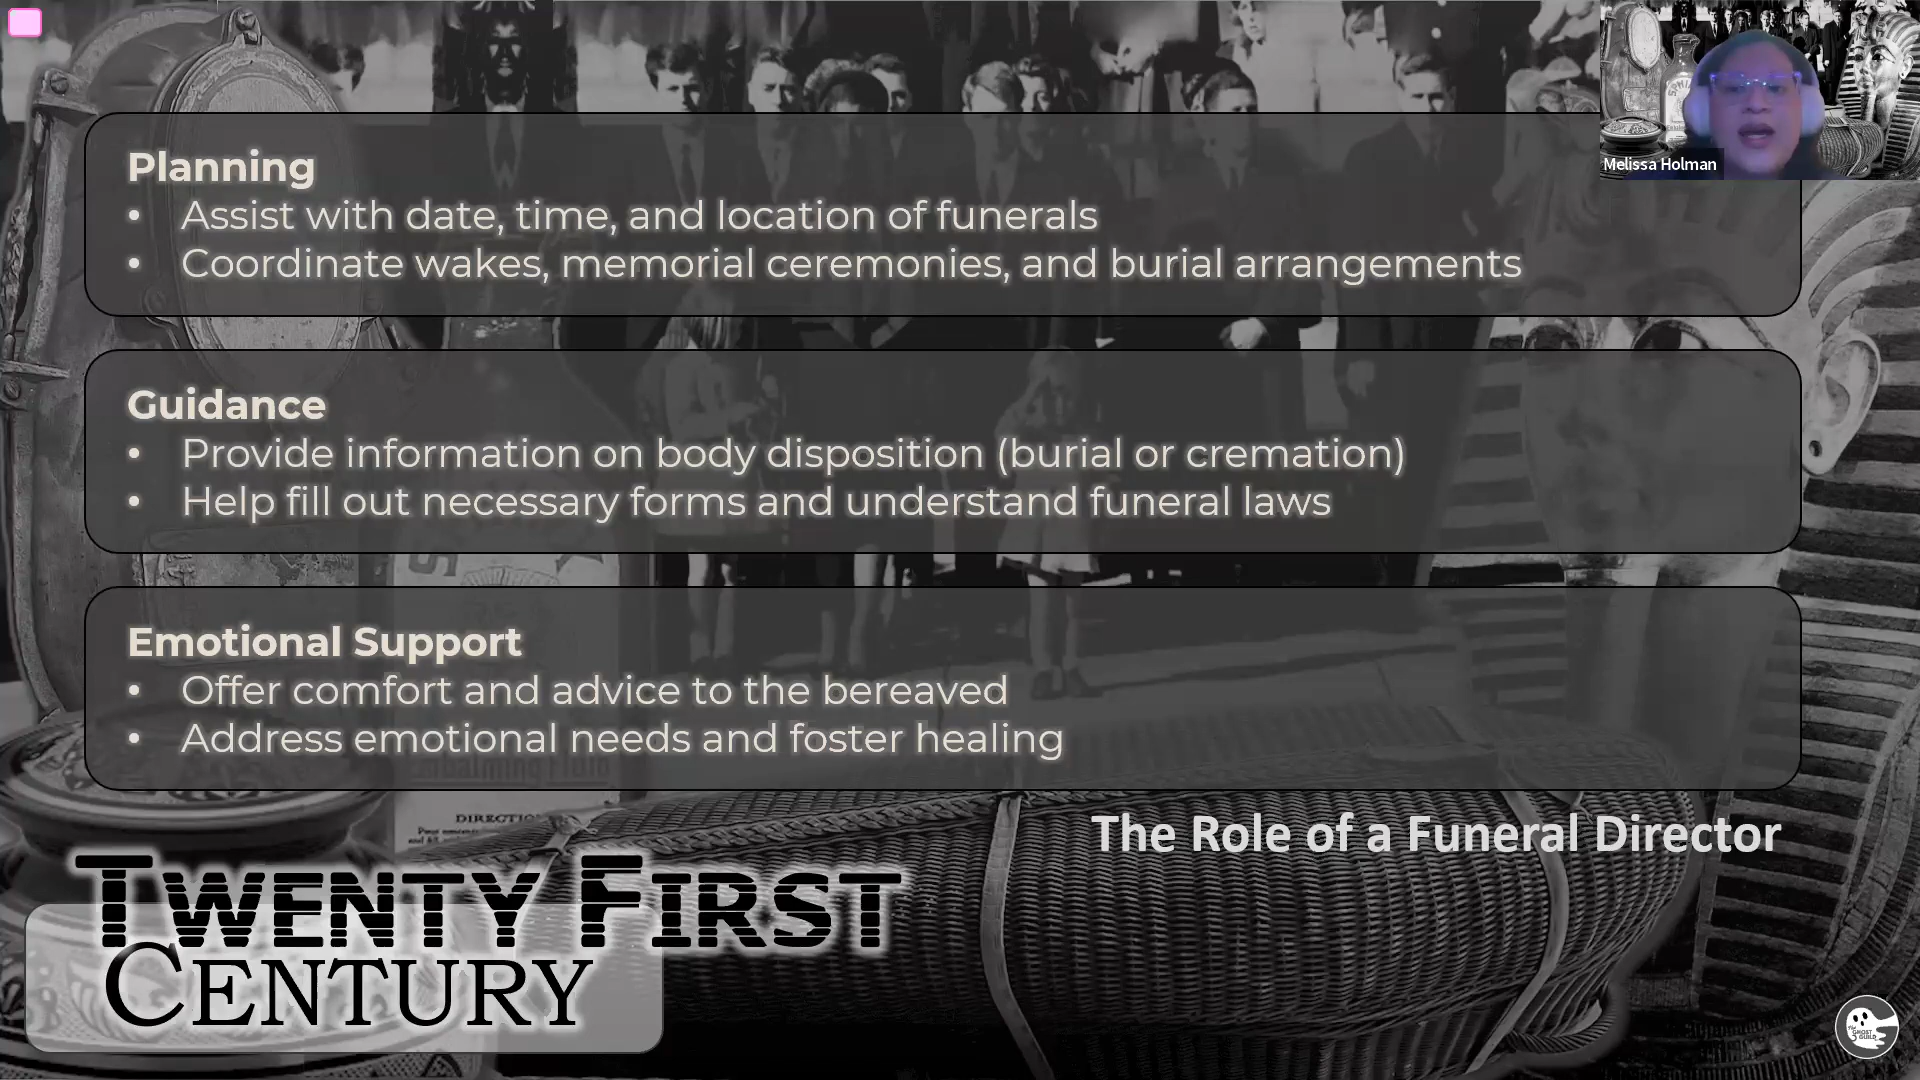 Planning
• Assist with date, time, and location of funerals
• Coordinate wakes, memorial ceremonies, and burial arrangements
Melissa Holman
Guidance
• Provide information on body disposition (burial or cremation)
• Help fill out necessary forms and understand funeral laws
Emotional Support
• Offer comfort and advice to the bereaved
• Address emotional needs and foster healing
The Role of a Funeral Director
TWENTY FIRST
CENTURY